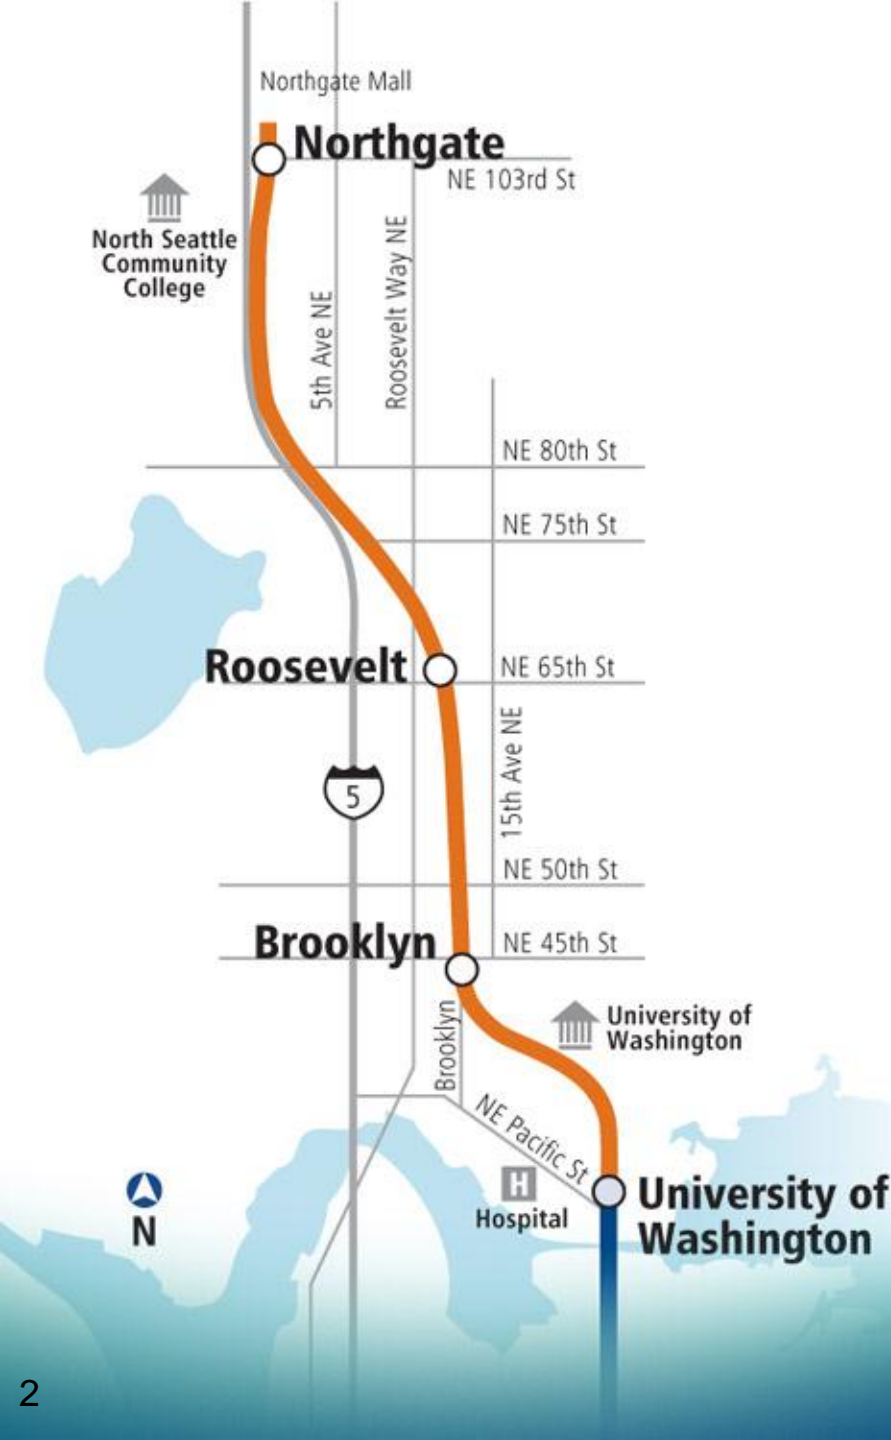 Northgate Mall
Northgate
NE 103rd St
North Seattle
Community
College
Roosevelt Way NE
5th Ave NE
NE 80th St
NE 75th St
Roosevelt
NE 65th St
15th Ave NE
5
NE 50th St
Brooklyn
NE 45th St
Brooklyn
University of
Washington
NE Pacific St
H
Hospital
University of
Washington
N
2